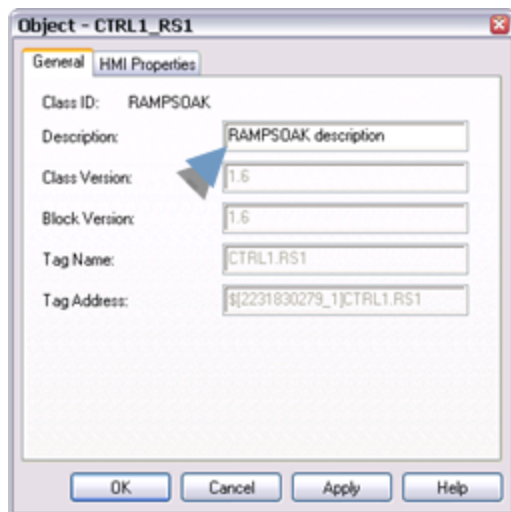 Object - CTRL1_RS1
General HMI Properties
Class ID: RAMPSOAK
Description: RAMPSOAK description
Class Version: 1.6
Block Version: 1.6
Tag Name: CTRL1.RS1
Tag Address: $[2231830279_1]CTRL1.RS1
OK Cancel Apply Help